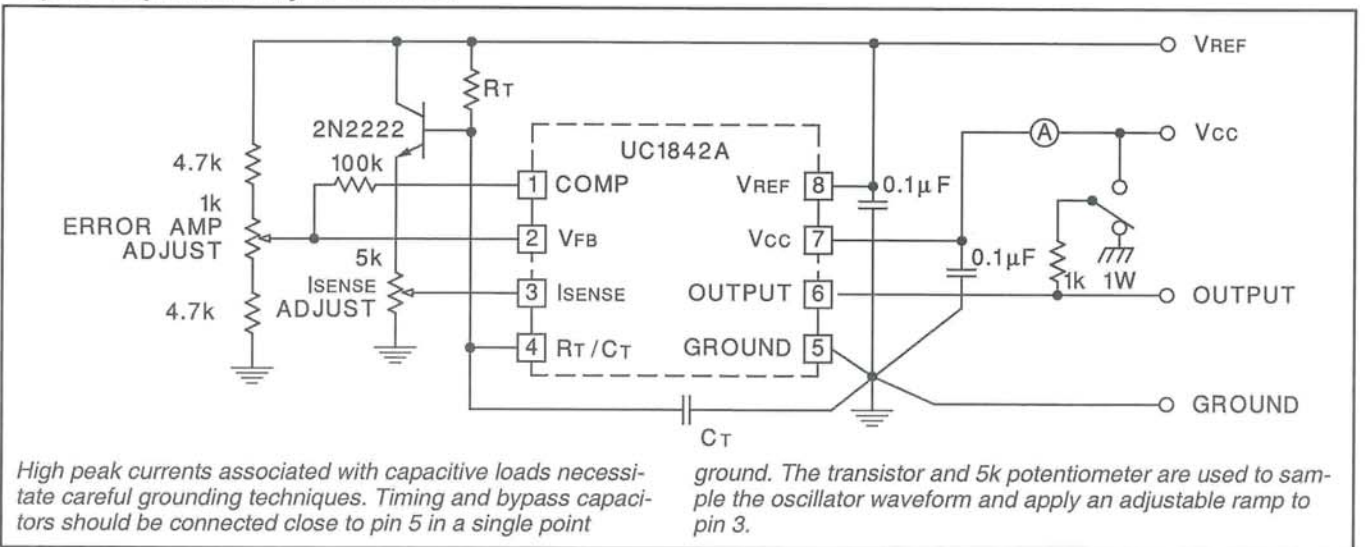 VREF
RT
VCC
A
2N2222
UC1842A
4.7k
100k
1 COMP
VREF 8
0.1µF
1k
ERROR AMP
ADJUST
2 VFB
VCC 7
0.1µF
5k
ISENSE
ADJUST
3 ISENSE
OUTPUT 6
1k 1W
OUTPUT
4.7k
4 RT/CT
GROUND 5
GROUND
CT
High peak currents associated with capacitive loads necessi-
tate careful grounding techniques. Timing and bypass capaci-
tors should be connected close to pin 5 in a single point
ground. The transistor and 5k potentiometer are used to sam-
ple the oscillator waveform and apply an adjustable ramp to
pin 3.